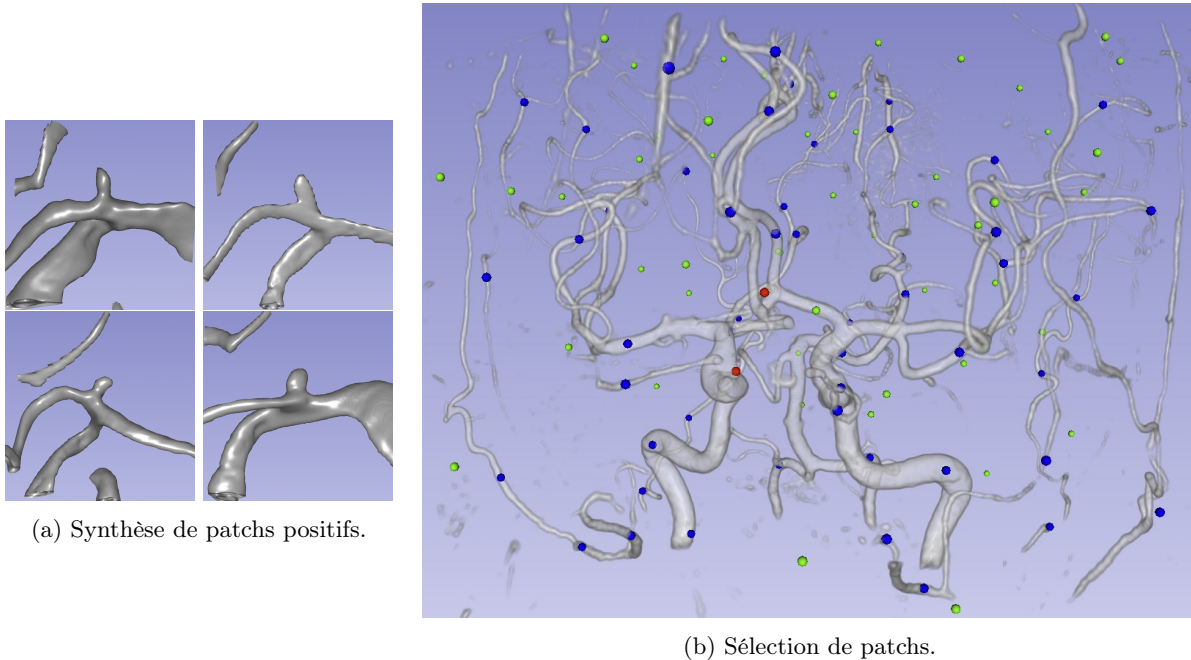 (a) Synthèse de patchs positifs.
(b) Sélection de patchs.